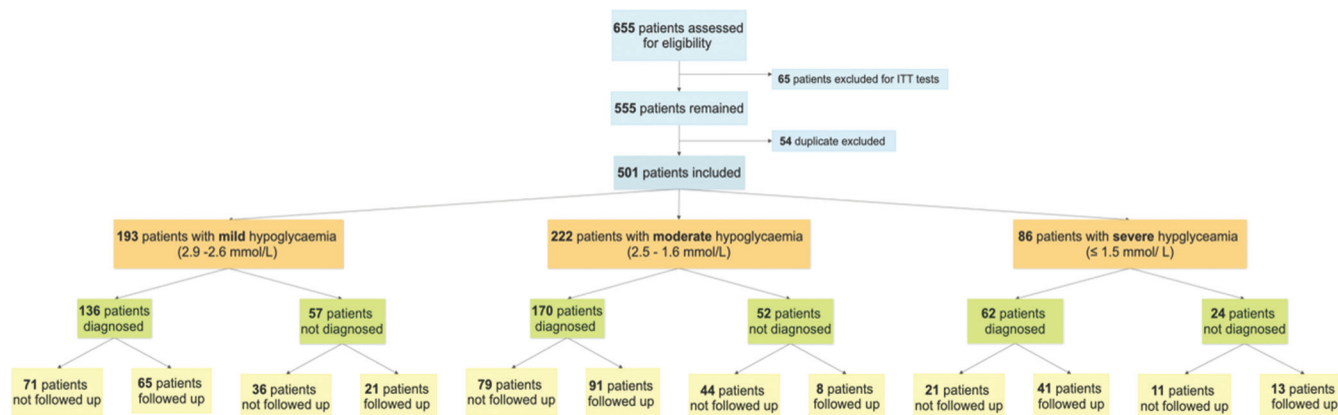 655 patients assessed
for eligibility
65 patients excluded for ITT tests
555 patients remained
54 duplicate excluded
501 patients included
193 patients with mild hypoglycaemia
(2.9 -2.6 mmol/L)
222 patients with moderate hypoglycaemia
(2.5 - 1.6 mmol/L)
86 patients with severe hypglyceamia
(≤ 1.5 mmol/ L)
136 patients
diagnosed
57 patients
not diagnosed
170 patients
diagnosed
52 patients
not diagnosed
62 patients
diagnosed
24 patients
not diagnosed
71 patients
not followed up
65 patients
followed up
36 patients
not followed up
21 patients
followed up
79 patients
not followed up
91 patients
followed up
44 patients
not followed up
8 patients
followed up
21 patients
not followed up
41 patients
followed up
11 patients
not followed up
13 patients
followed up